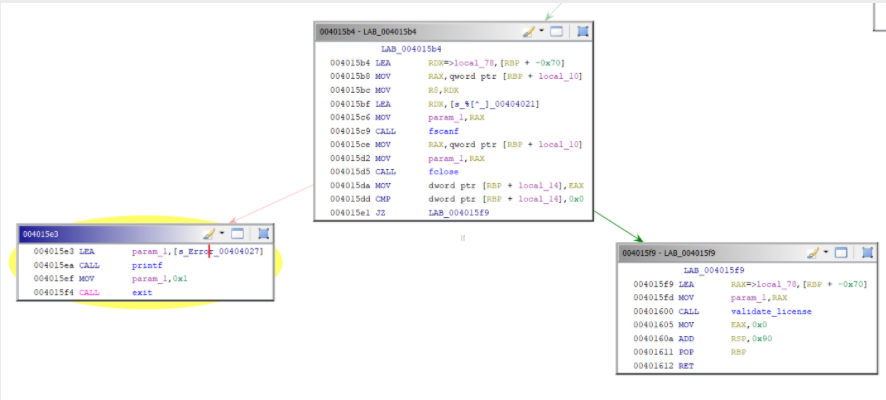 004015b4 - LAB_004015b4
LAB_004015b4
004015b4 LEA RDX=>local_78,[RBP + -0x70]
004015b8 MOV RAX,qword ptr [RBP + local_10]
004015bc MOV R8,RDX
004015bf LEA RDX,[s_%[^_]_00404021]
004015c6 MOV param_1,RAX
004015c9 CALL fscanf
004015ce MOV RAX,qword ptr [RBP + local_10]
004015d2 MOV param_1,RAX
004015d5 CALL fclose
004015da MOV dword ptr [RBP + local_14],EAX
004015dd CMP dword ptr [RBP + local_14],0x0
004015e1 JZ LAB_004015f9
004015e3
004015e3 LEA param_1,[s_Error_00404027]
004015ea CALL printf
004015ef MOV param_1,0x1
004015f4 CALL exit
004015f9 - LAB_004015f9
LAB_004015f9
004015f9 LEA RAX=>local_78,[RBP + -0x70]
004015fd MOV param_1,RAX
00401600 CALL validate_license
00401605 MOV EAX,0x0
0040160a ADD RSP,0x90
00401611 POP RBP
00401612 RET